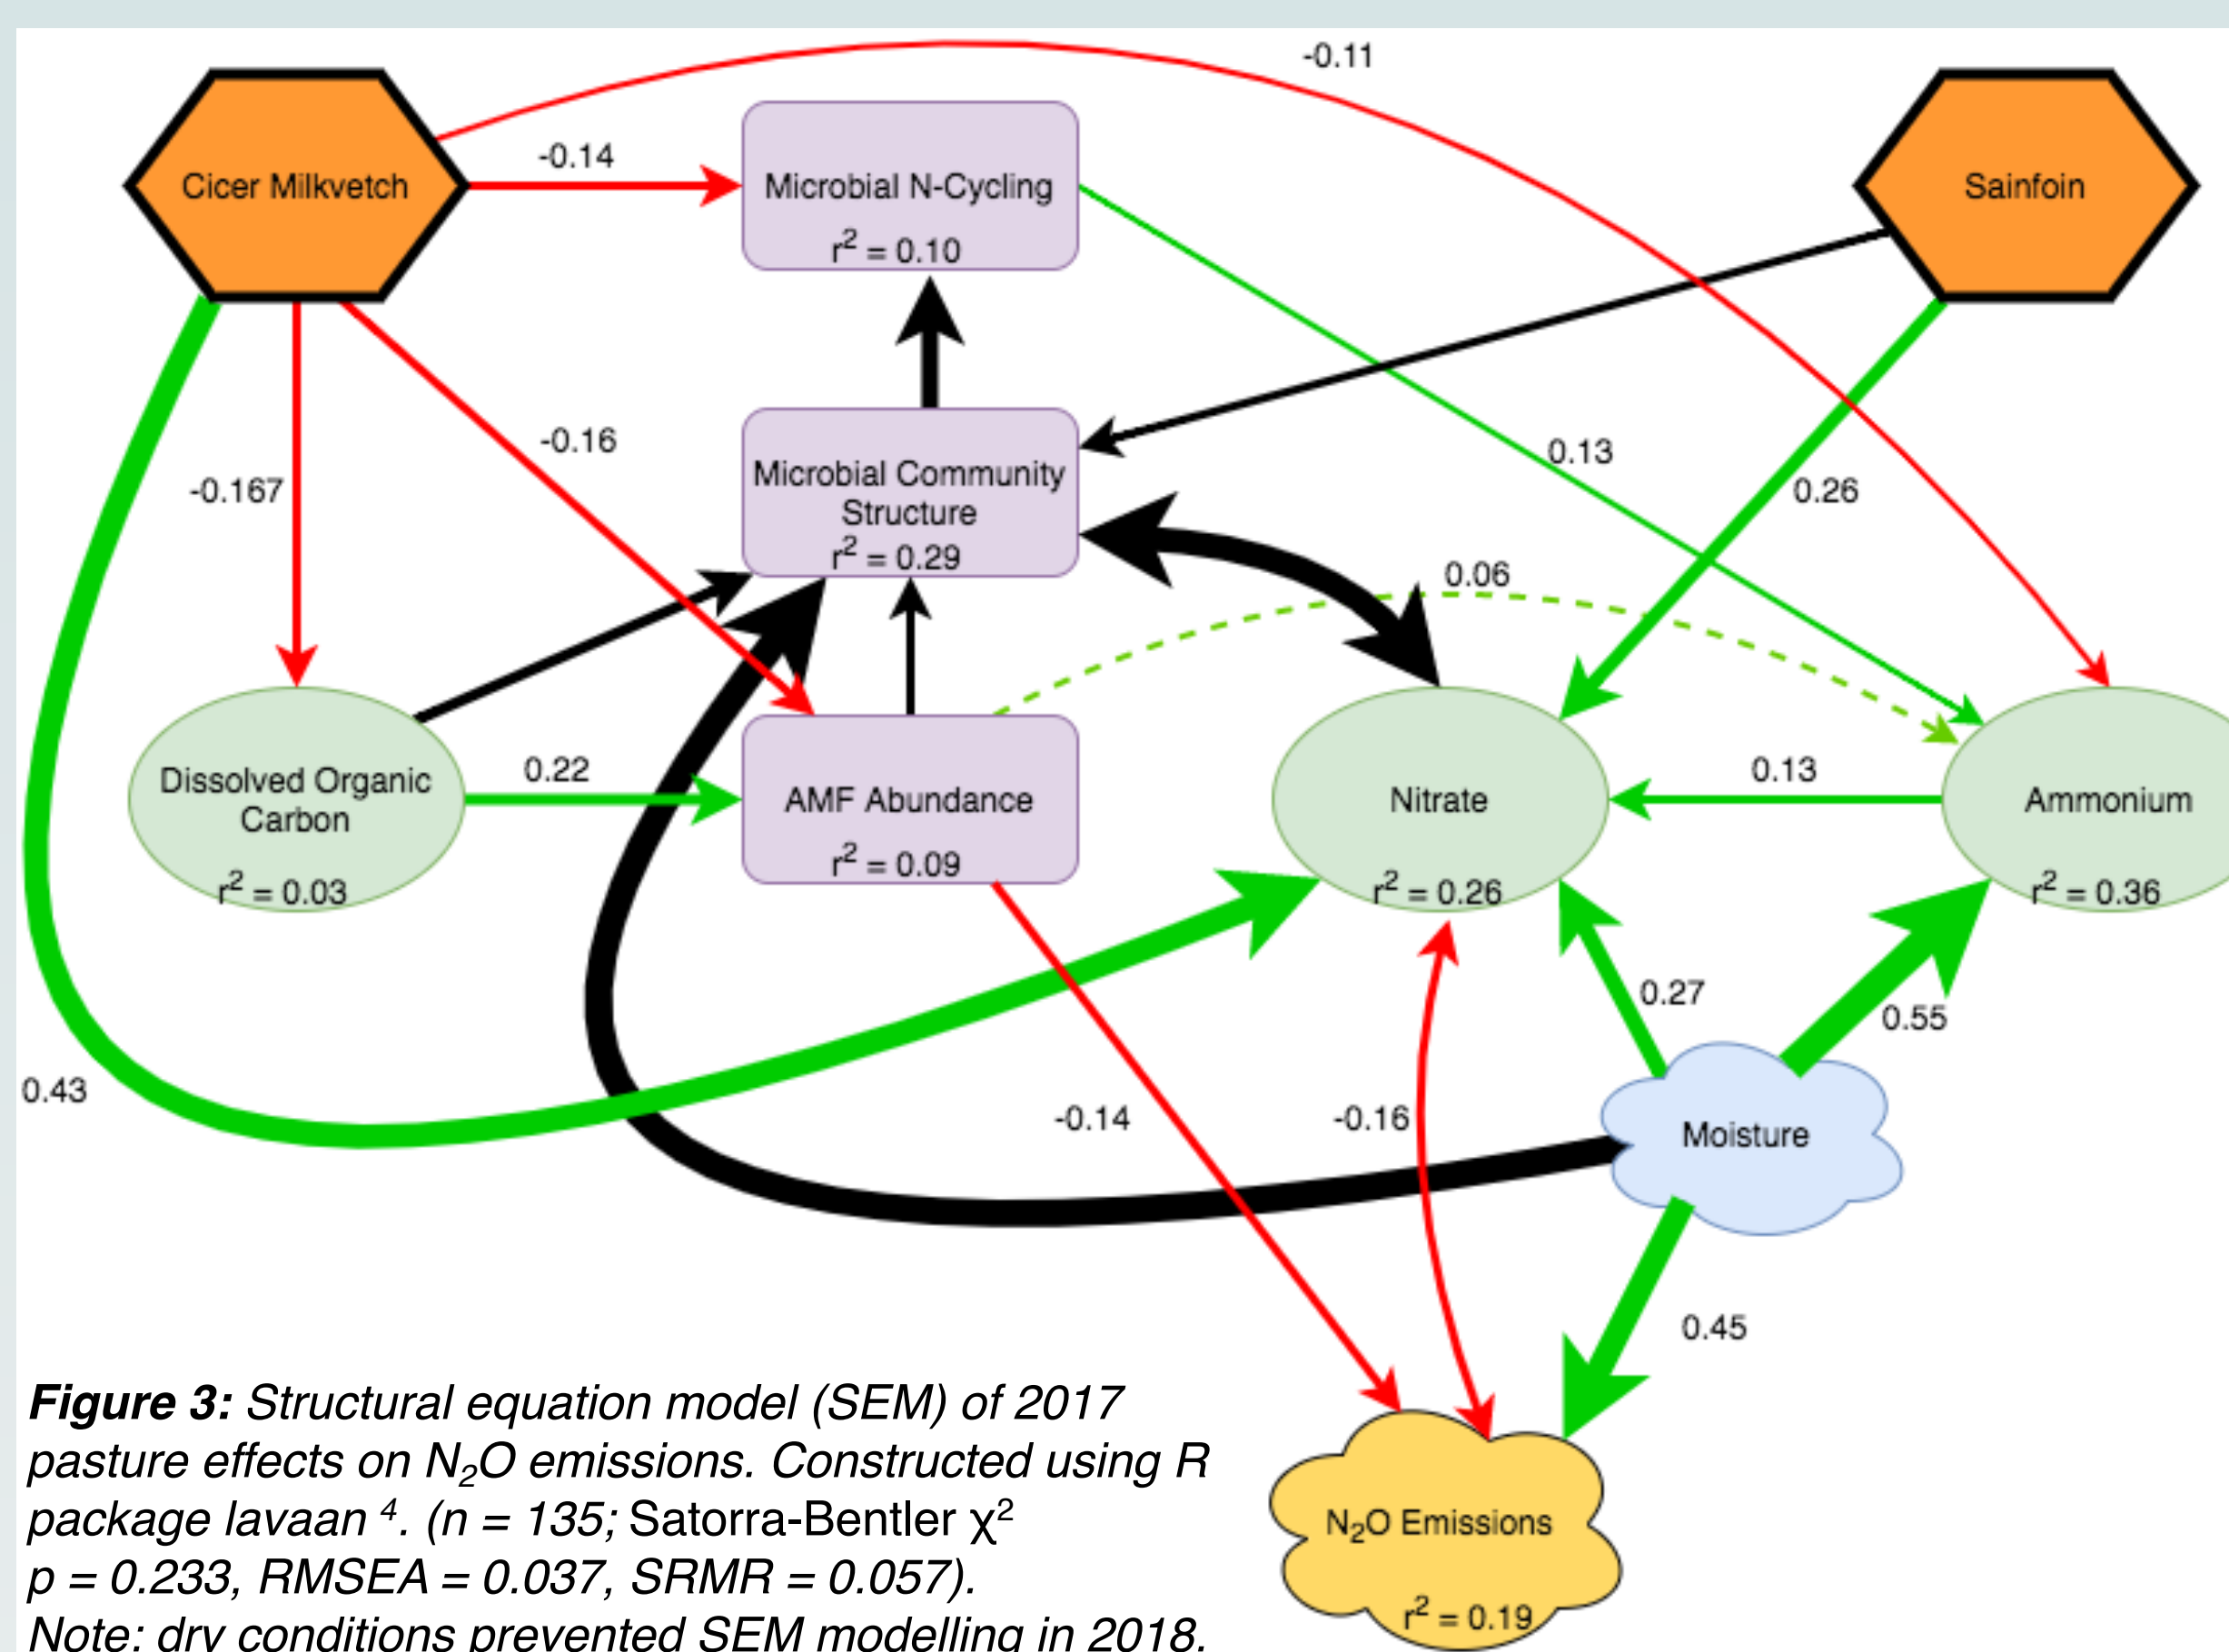 -0.11
Cicer Milkvetch
-0.14
Microbial N-Cycling
r² = 0.10
Sainfoin
-0.167
-0.16
Microbial Community
Structure
r² = 0.29
0.13
0.26
0.06
Dissolved Organic
Carbon
r² = 0.03
0.22
AMF Abundance
r² = 0.09
Nitrate
r² = 0.26
0.13
Ammonium
r² = 0.36
0.43
-0.14
-0.16
0.27
0.55
Moisture
0.45
N₂O Emissions
r² = 0.19
Figure 3: Structural equation model (SEM) of 2017
pasture effects on N₂O emissions. Constructed using R
package lavaan ⁴. (n = 135; Satorra-Bentler χ²
p = 0.233, RMSEA = 0.037, SRMR = 0.057).
Note: dry conditions prevented SEM modelling in 2018.